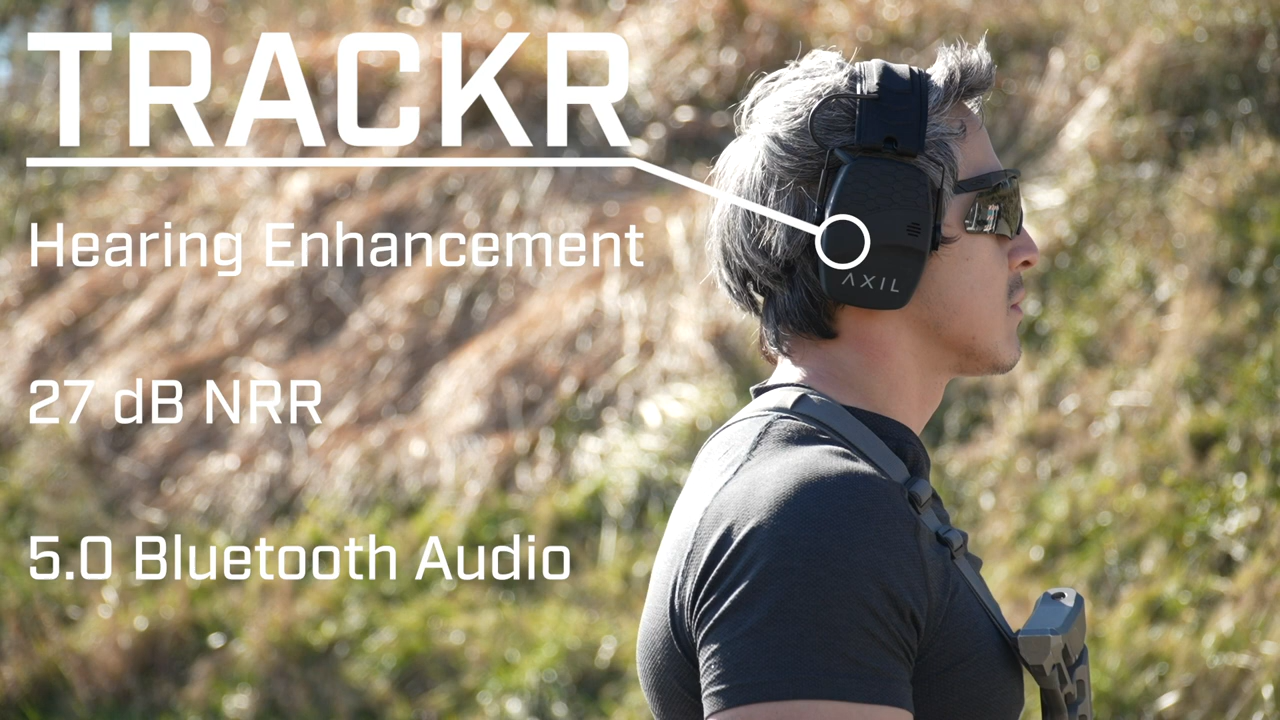 TRACKR
Hearing Enhancement
27 dB NRR
5.0 Bluetooth Audio
AXIL